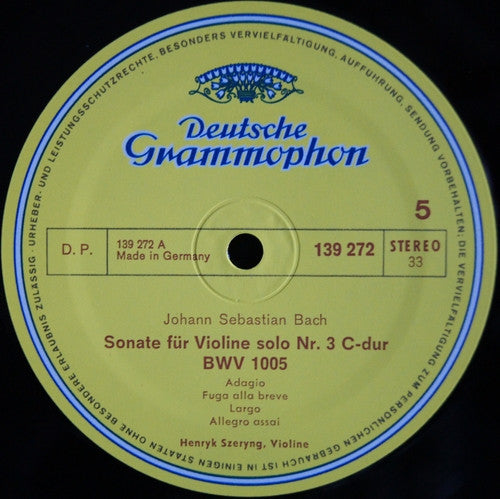 URHEBER- UND LEISTUNGSSCHUTZRECHTE, BESONDERS VERVIELFÄLTIGUNG, AUFFÜHRUNG, SENDUNG VORBEHALTEN; DIE VERVIELFÄLTIGUNG ZUM PERSÖNLICHEN GEBRAUCH IST IN EINIGEN STAATEN OHNE BESONDERE ERLAUBNIS ZULÄSSIG ·
Deutsche
Grammophon
5
D. P.
139 272 A
Made in Germany
139 272
STEREO
33
Johann Sebastian Bach
Sonate für Violine solo Nr. 3 C-dur
BWV 1005
Adagio
Fuga alla breve
Largo
Allegro assai
Henryk Szeryng, Violine